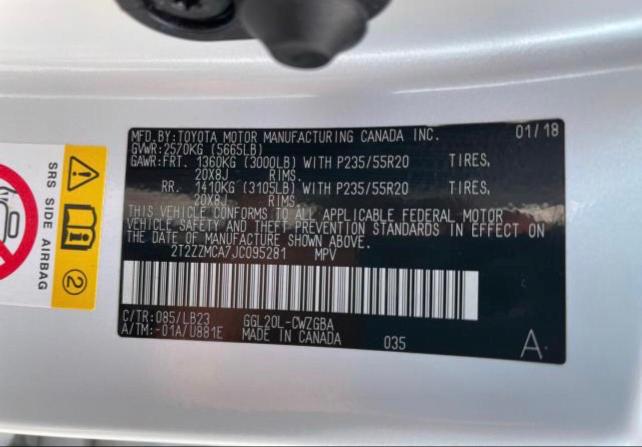 MFD.BY:TOYOTA MOTOR MANUFACTURING CANADA INC. 01/18
GVWR:2570KG (5665LB)
GAWR:FRT. 1360KG (3000LB) WITH P235/55R20 TIRES,
20X8J RIMS.
RR. 1410KG (3105LB) WITH P235/55R20 TIRES,
20X8J RIMS.
THIS VEHICLE CONFORMS TO ALL APPLICABLE FEDERAL MOTOR
VEHICLE SAFETY AND THEFT PREVENTION STANDARDS IN EFFECT ON
THE DATE OF MANUFACTURE SHOWN ABOVE.
2T2ZZMCA7JC095281 MPV
C/TR:085/LB23 GGL20L-CWZGBA
A/TM:-01A/U881E MADE IN CANADA 035 A
SRS SIDE AIRBAG
2